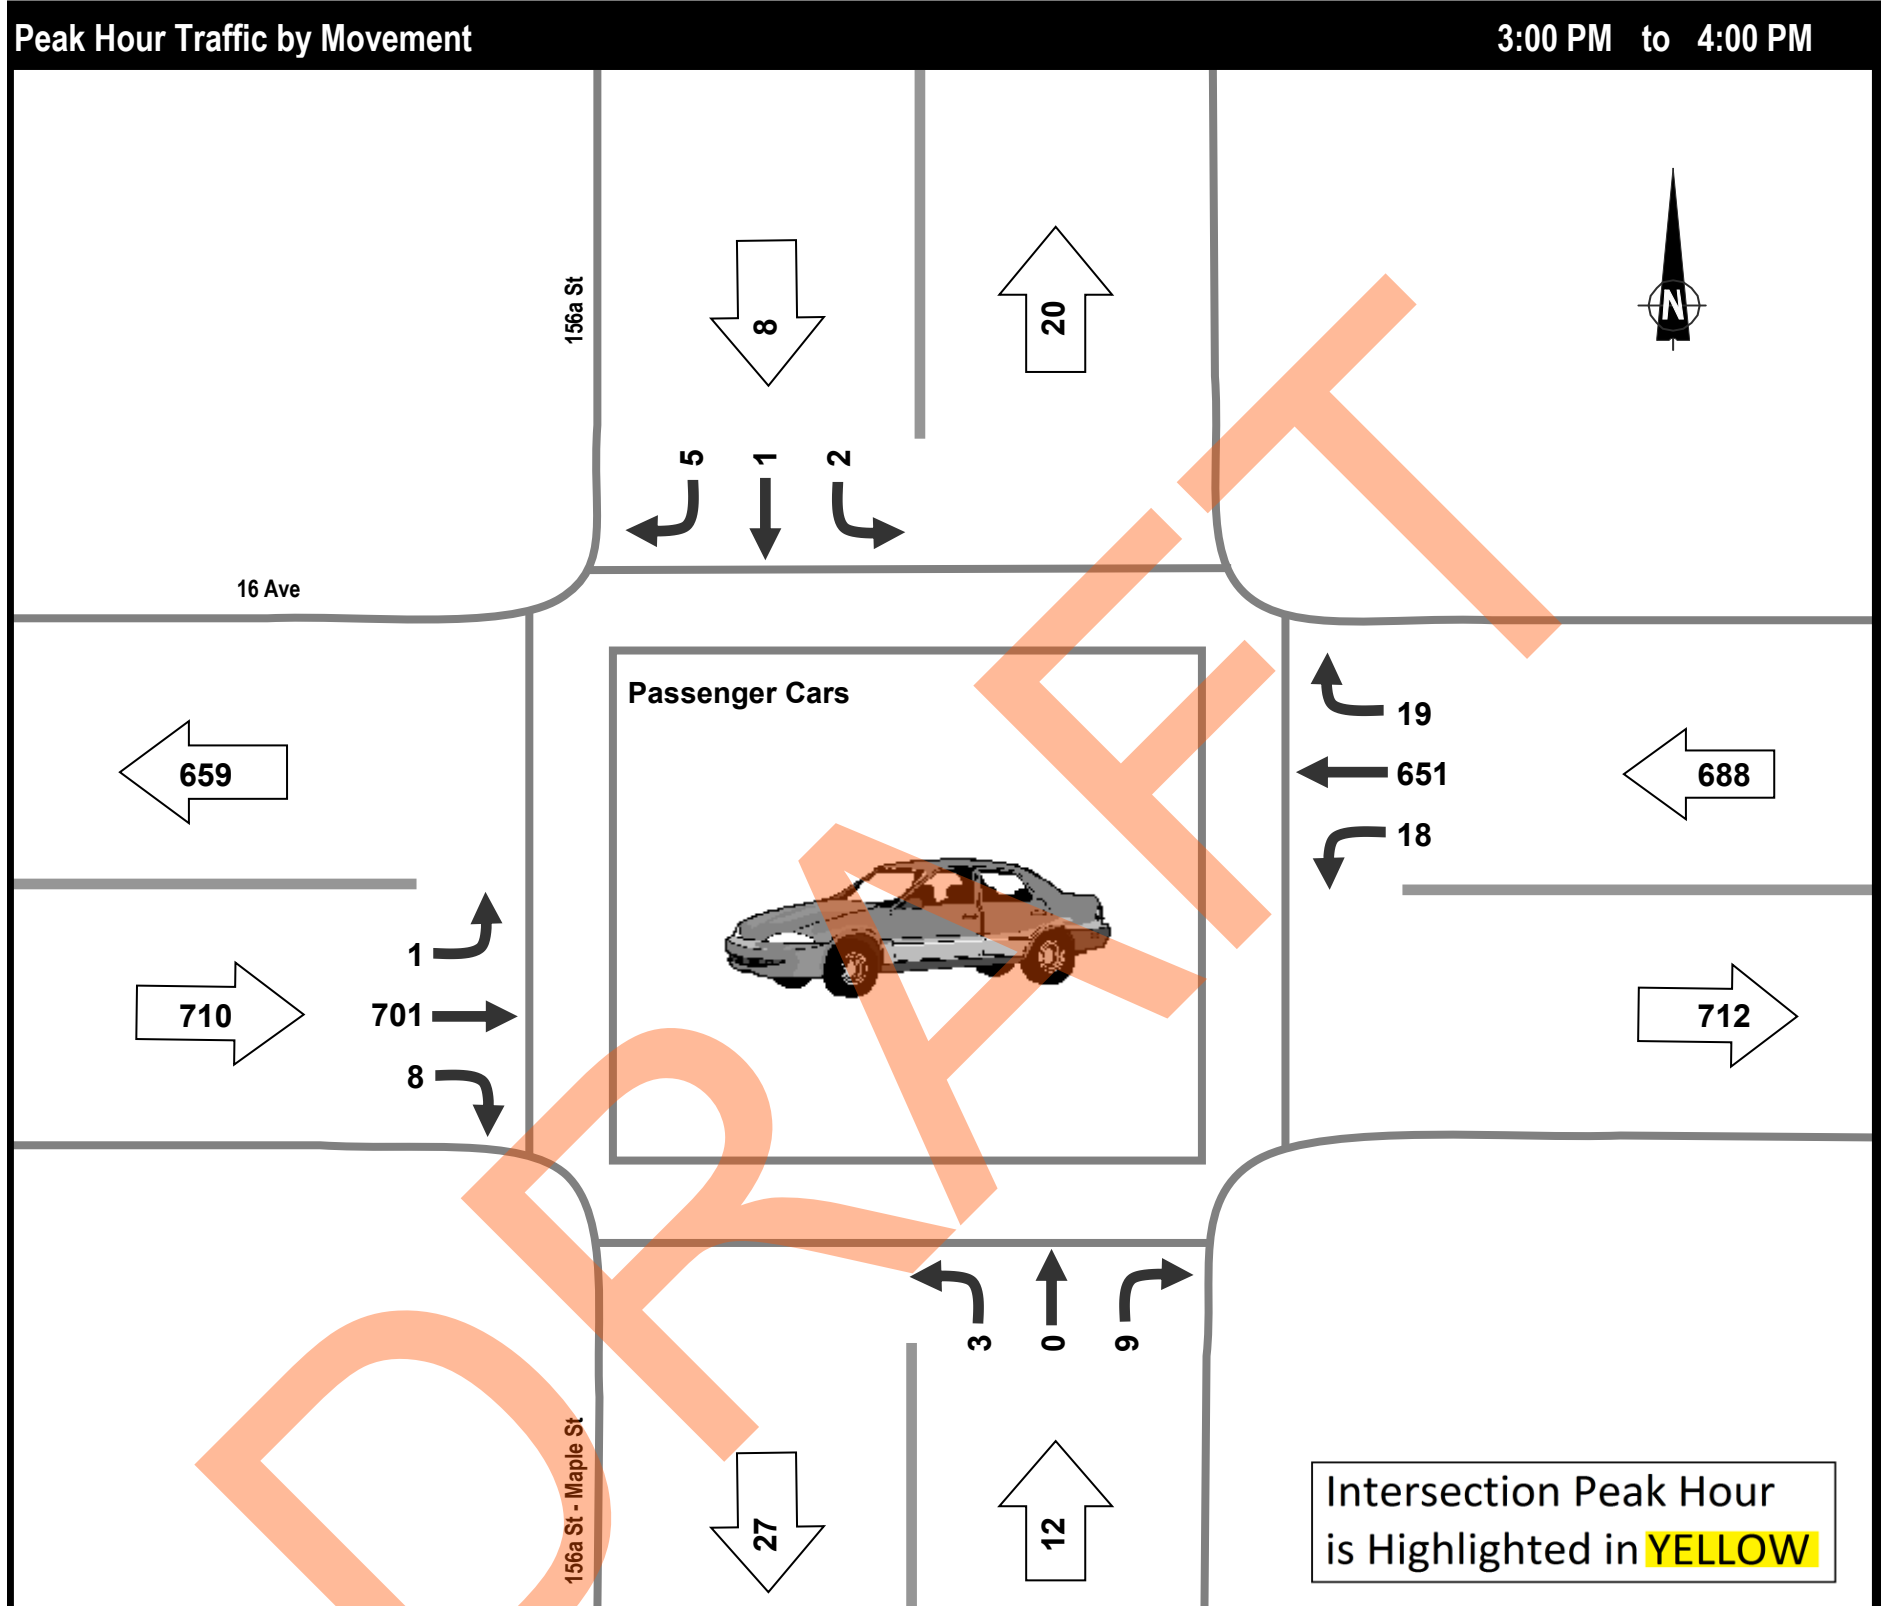 Peak Hour Traffic by Movement 3:00 PM to 4:00 PM
156a St
8
20
5 1 2
16 Ave
N
Passenger Cars
19
659
651
688
18
1
710
701
712
8
3 0 9
156a St - Maple St
27
12
Intersection Peak Hour
is Highlighted in YELLOW
DRAFT